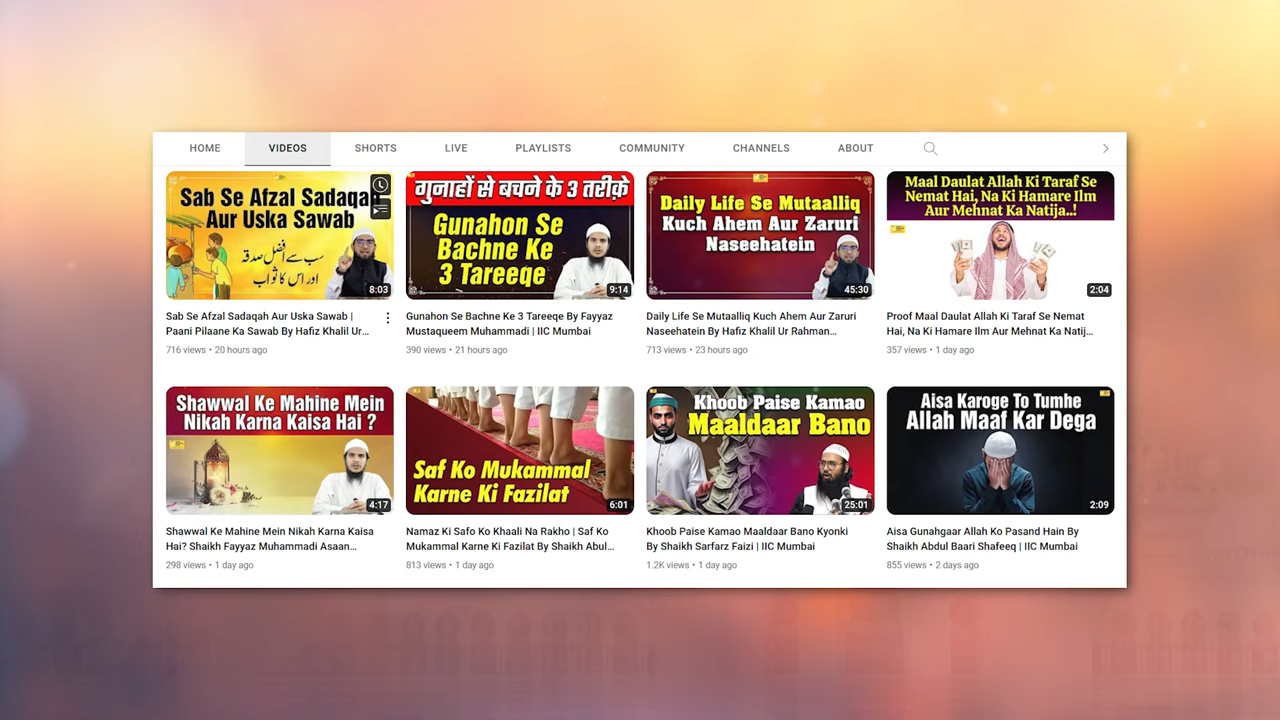 HOME VIDEOS SHORTS LIVE PLAYLISTS COMMUNITY CHANNELS ABOUT
Sab Se Afzal Sadaqah
Aur Uska Sawab
سب سے افضل صدقہ
اور اس کا ثواب
8:03
Sab Se Afzal Sadaqah Aur Uska Sawab |
Paani Pilaane Ka Sawab By Hafiz Khalil Ur...
716 views • 20 hours ago
गुनाहों से बचने के 3 तरीक़े
Gunahon Se
Bachne Ke
3 Tareeqe
9:14
Gunahon Se Bachne Ke 3 Tareeqe By Fayyaz
Mustaqueem Muhammadi | IIC Mumbai
390 views • 21 hours ago
Daily Life Se Mutaalliq
Kuch Ahem Aur Zaruri
Naseehatein
45:30
Daily Life Se Mutaalliq Kuch Ahem Aur Zaruri
Naseehatein By Hafiz Khalil Ur Rahman...
713 views • 23 hours ago
Maal Daulat Allah Ki Taraf Se
Nemat Hai, Na Ki Hamare Ilm
Aur Mehnat Ka Natija..!
2:04
Proof Maal Daulat Allah Ki Taraf Se Nemat
Hai, Na Ki Hamare Ilm Aur Mehnat Ka Natij...
357 views • 1 day ago
Shawwal Ke Mahine Mein
Nikah Karna Kaisa Hai ?
4:17
Shawwal Ke Mahine Mein Nikah Karna Kaisa
Hai? Shaikh Fayyaz Muhammadi Asaan...
298 views • 1 day ago
Saf Ko Mukammal
Karne Ki Fazilat
6:01
Namaz Ki Safo Ko Khaali Na Rakho | Saf Ko
Mukammal Karne Ki Fazilat By Shaikh Abul...
813 views • 1 day ago
Khoob Paise Kamao
Maaldaar Bano
25:01
Khoob Paise Kamao Maaldaar Bano Kyonki
By Shaikh Sarfarz Faizi | IIC Mumbai
1.2K views • 1 day ago
Aisa Karoge To Tumhe
Allah Maaf Kar Dega
2:09
Aisa Gunahgaar Allah Ko Pasand Hain By
Shaikh Abdul Baari Shafeeq | IIC Mumbai
855 views • 2 days ago